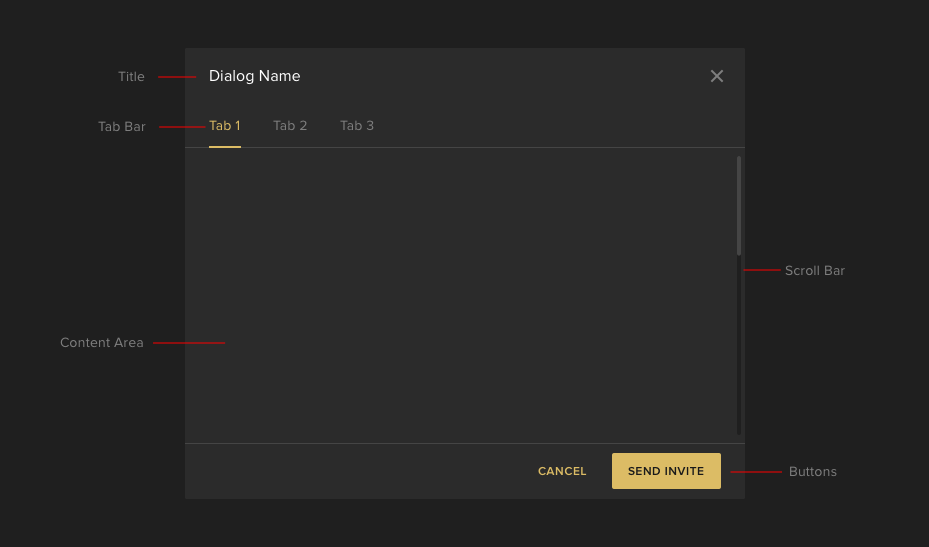 Title
Dialog Name
Tab Bar
Tab 1 Tab 2 Tab 3
Scroll Bar
Content Area
CANCEL SEND INVITE
Buttons